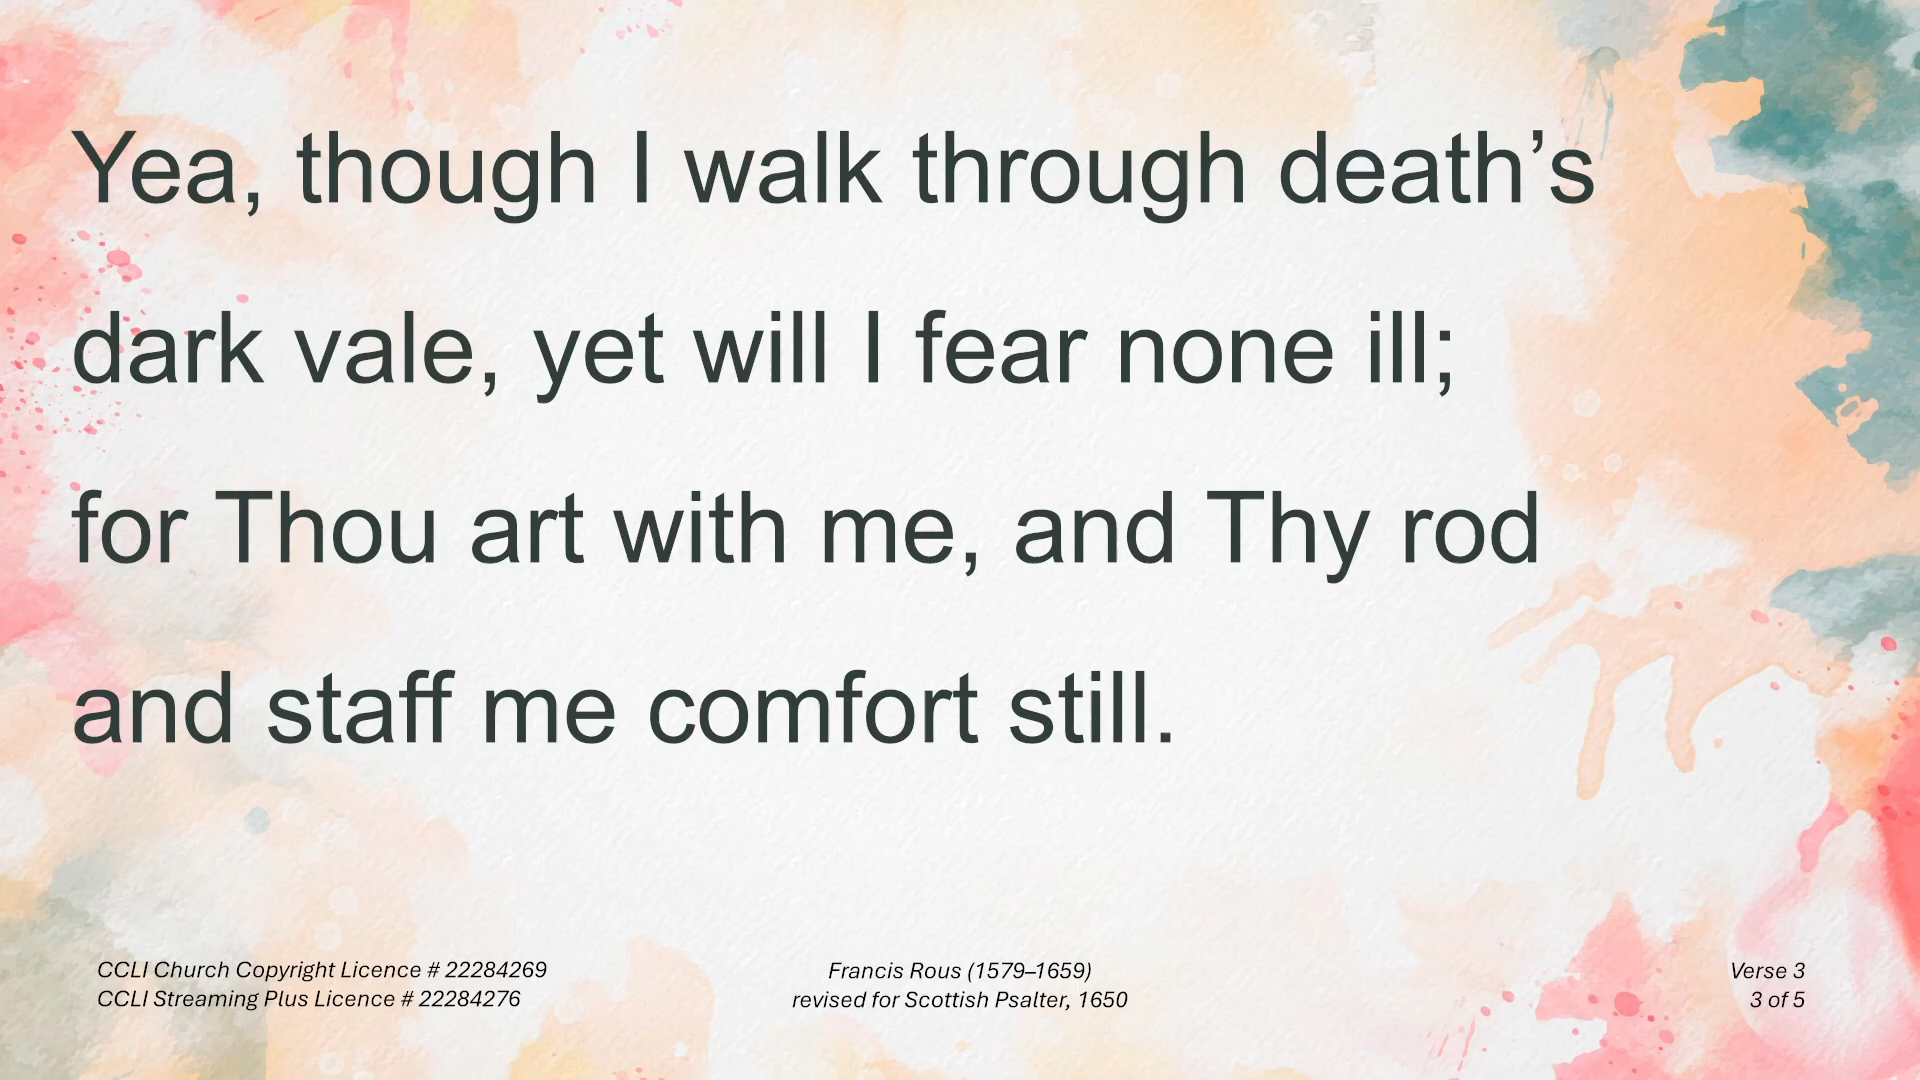 Yea, though I walk through death’s
dark vale, yet will I fear none ill;
for Thou art with me, and Thy rod
and staff me comfort still.
CCLI Church Copyright Licence # 22284269
CCLI Streaming Plus Licence # 22284276
Francis Rous (1579–1659)
revised for Scottish Psalter, 1650
Verse 3
3 of 5